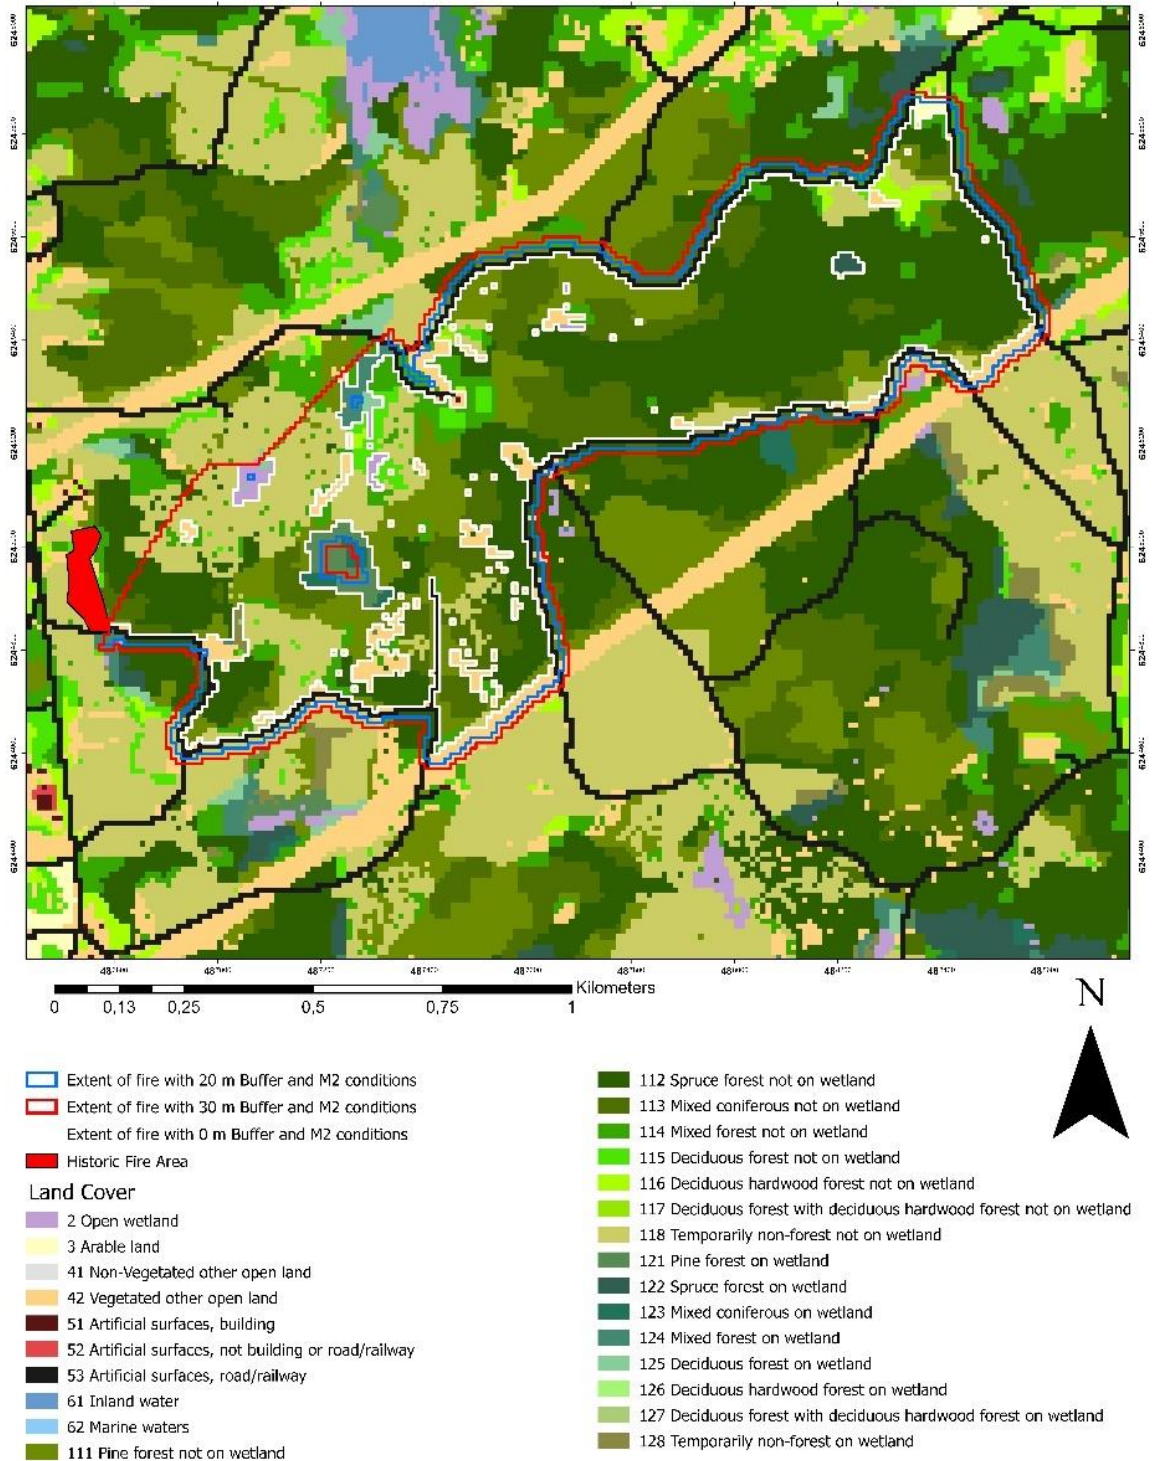 Kilometers
0 0,13 0,25 0,5 0,75 1
N
Extent of fire with 20 m Buffer and M2 conditions
Extent of fire with 30 m Buffer and M2 conditions
Extent of fire with 0 m Buffer and M2 conditions
Historic Fire Area
Land Cover
2 Open wetland
3 Arable land
41 Non-Vegetated other open land
42 Vegetated other open land
51 Artificial surfaces, building
52 Artificial surfaces, not building or road/railway
53 Artificial surfaces, road/railway
61 Inland water
62 Marine waters
111 Pine forest not on wetland
112 Spruce forest not on wetland
113 Mixed coniferous not on wetland
114 Mixed forest not on wetland
115 Deciduous forest not on wetland
116 Deciduous hardwood forest not on wetland
117 Deciduous forest with deciduous hardwood forest not on wetland
118 Temporarily non-forest not on wetland
121 Pine forest on wetland
122 Spruce forest on wetland
123 Mixed coniferous on wetland
124 Mixed forest on wetland
125 Deciduous forest on wetland
126 Deciduous hardwood forest on wetland
127 Deciduous forest with deciduous hardwood forest on wetland
128 Temporarily non-forest on wetland